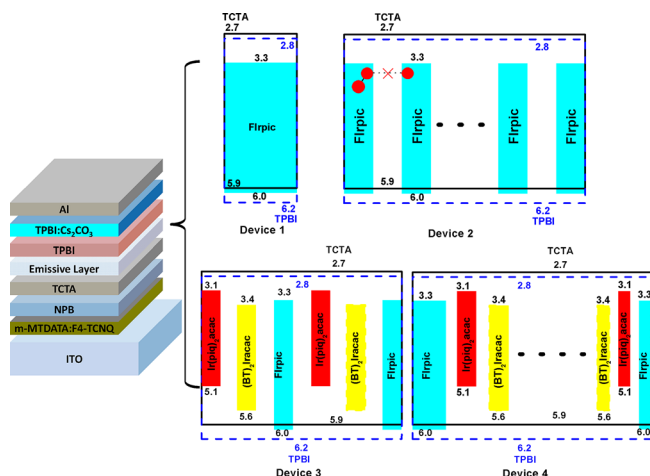 TCTA
2.7
2.8
3.3
FIrpic
5.9
6.0
6.2
TPBI
Device 1
TCTA
2.7
2.8
3.3
FIrpic
FIrpic
FIrpic
FIrpic
5.9
6.0
6.2
TPBI
Device 2
Al
TPBI:Cs₂CO₃
TPBI
Emissive Layer
TCTA
NPB
m-MTDATA:F4-TCNQ
ITO
TCTA
2.7
2.8
3.1
3.4
3.3
Ir(piq)₂acac
(BT)₂Iracac
FIrpic
Ir(piq)₂acac
(BT)₂Iracac
FIrpic
5.1
5.6
5.9
6.0
6.2
TPBI
Device 3
TCTA
2.7
2.8
3.3
3.1
3.4
3.4
3.1
3.3
FIrpic
Ir(piq)₂acac
(BT)₂Iracac
(BT)₂Iracac
Ir(piq)₂acac
FIrpic
5.1
5.1
5.6
5.9
5.6
6.0
6.0
6.2
TPBI
Device 4